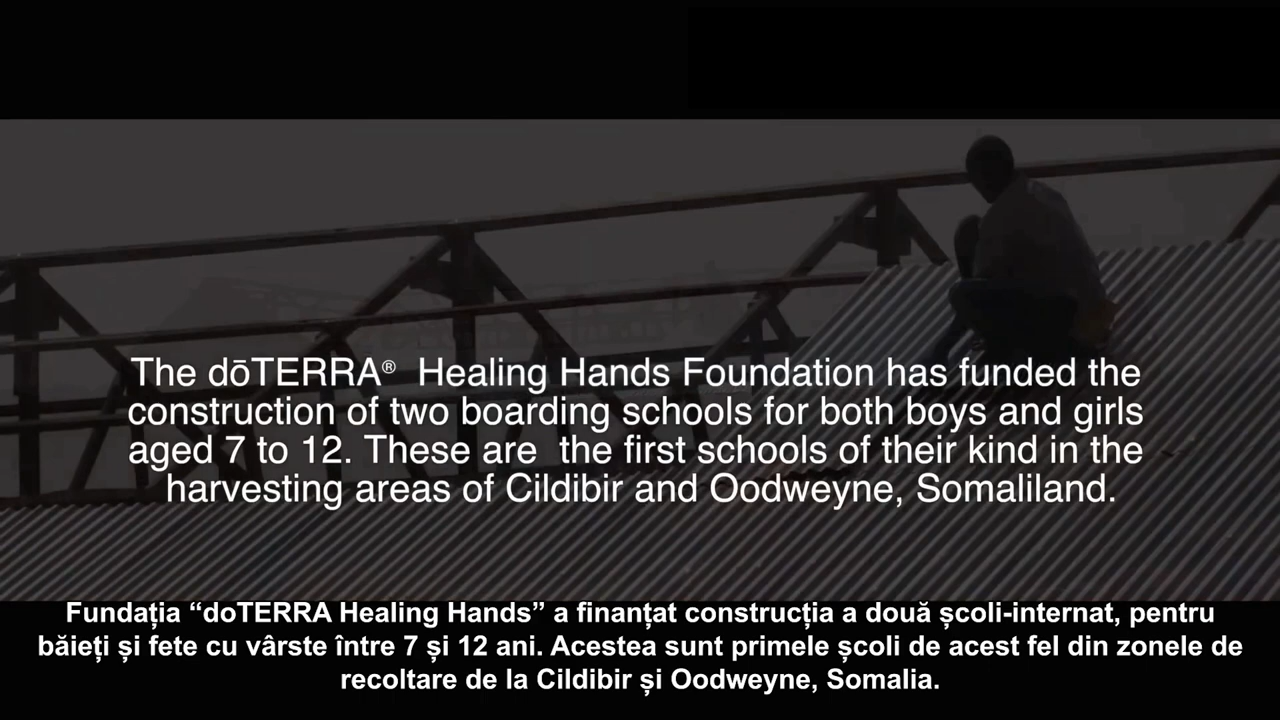 The dōTERRA® Healing Hands Foundation has funded the
construction of two boarding schools for both boys and girls
aged 7 to 12. These are the first schools of their kind in the
harvesting areas of Cildibir and Oodweyne, Somaliland.
Fundația “doTERRA Healing Hands” a finanțat construcția a două școli-internat, pentru
băieți și fete cu vârste între 7 și 12 ani. Acestea sunt primele școli de acest fel din zonele de
recoltare de la Cildibir și Oodweyne, Somalia.